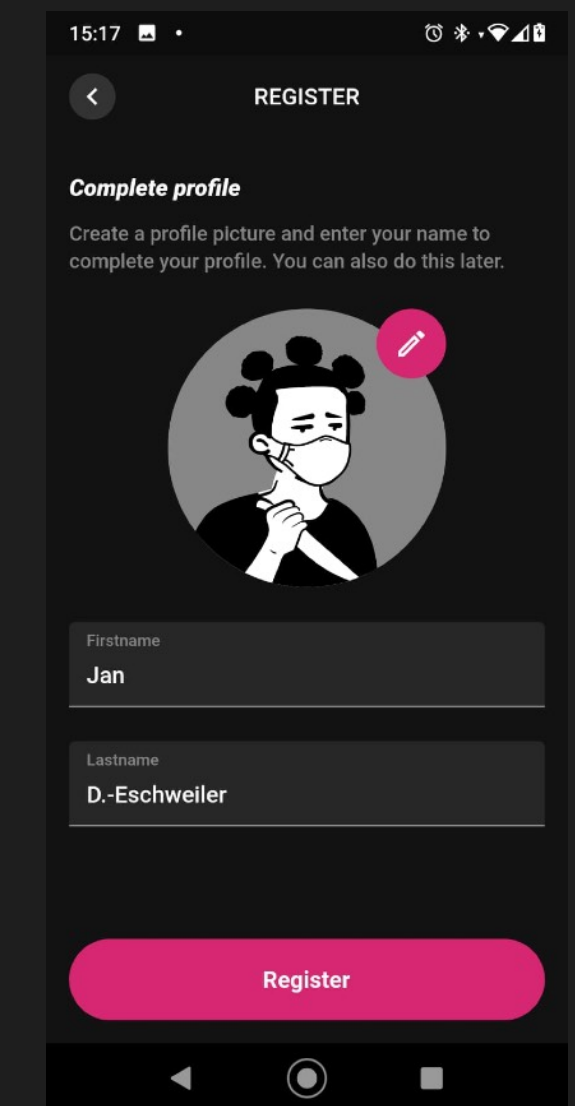 15:17
REGISTER
Complete profile
Create a profile picture and enter your name to
complete your profile. You can also do this later.
Firstname
Jan
Lastname
D.-Eschweiler
Register